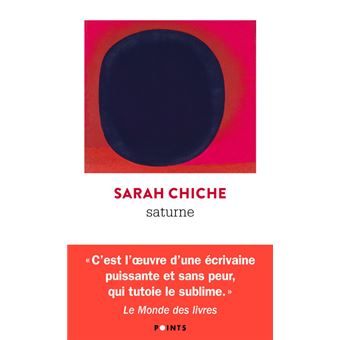 SARAH CHICHE
saturne
« C’est l’œuvre d’une écrivaine
puissante et sans peur,
qui tutoie le sublime. »
Le Monde des livres
POINTS